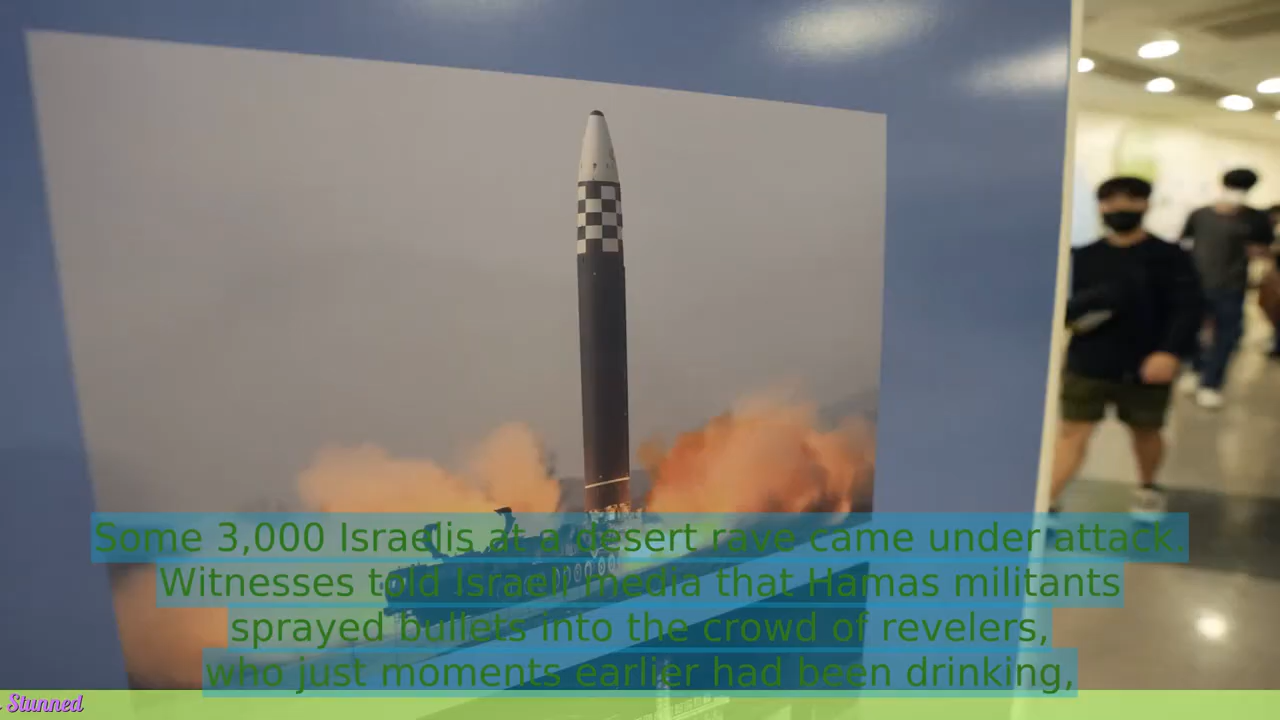 Some 3,000 Israelis at a desert rave came under attack.
Witnesses told Israeli media that Hamas militants
sprayed bullets into the crowd of revelers,
who just moments earlier had been drinking,
Stunned